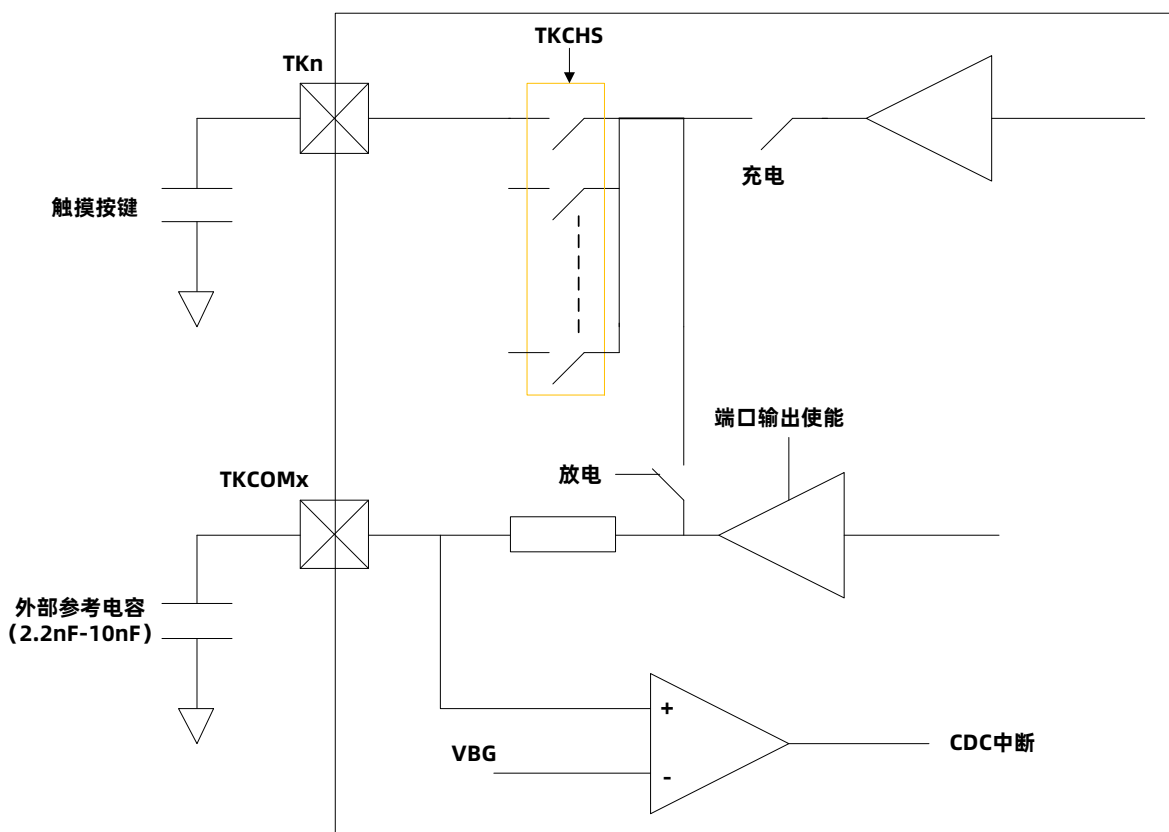 TKCHS
TKn
充电
触摸按键
端口输出使能
放电
TKCOMx
外部参考电容
（2.2nF-10nF）
+
VBG
-
CDC中断